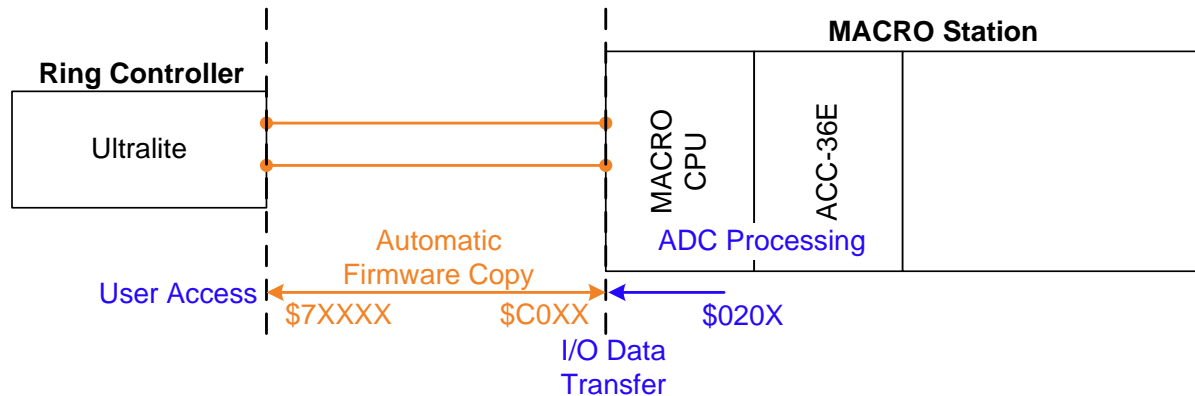 MACRO Station
Ring Controller
Ultralite
MACRO
CPU
ACC-36E
ADC Processing
Automatic
Firmware Copy
User Access
$7XXXX
$C0XX
$020X
I/O Data
Transfer